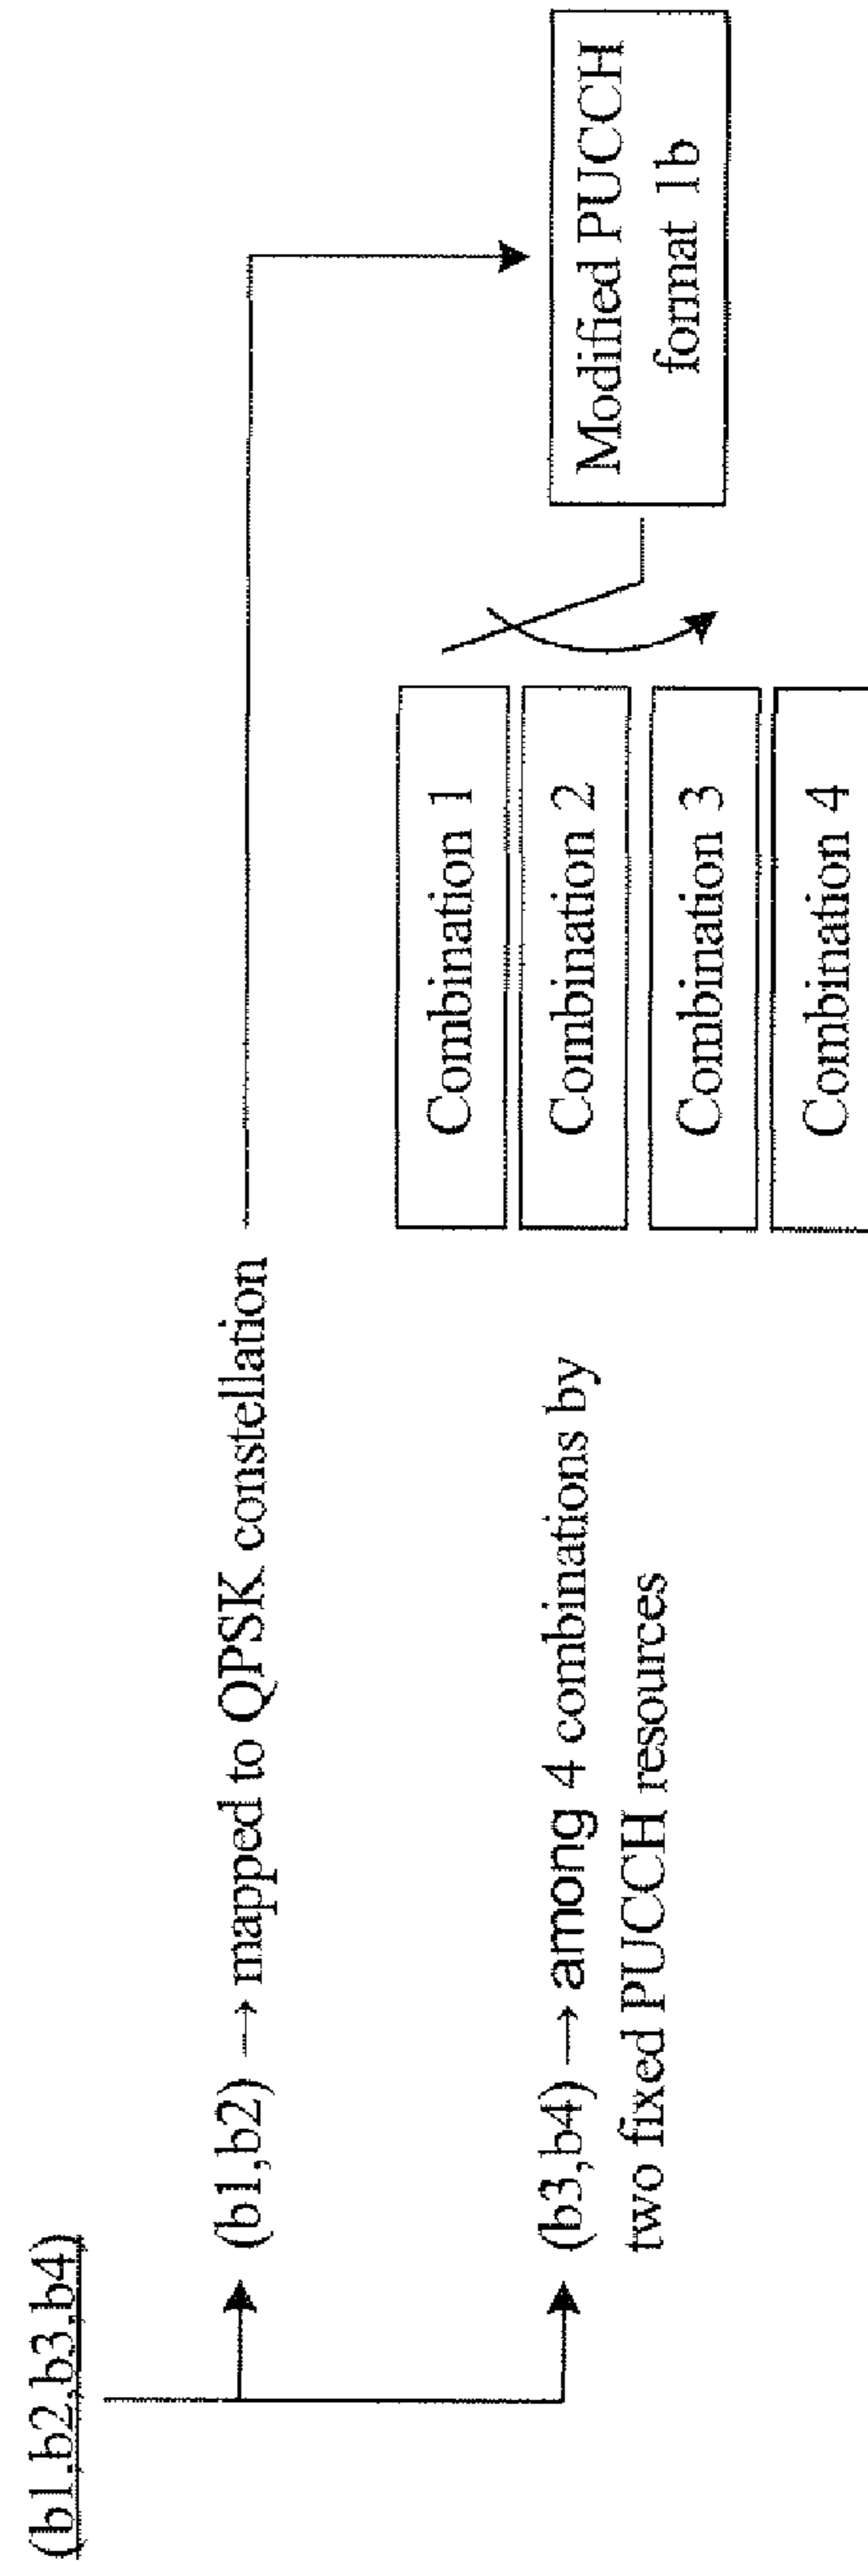 (b1,b2,b3,b4)
(b1,b2) → mapped to QPSK constellation
(b3,b4) → among 4 combinations by
two fixed PUCCH resources
Combination 1
Combination 2
Combination 3
Combination 4
Modified PUCCH
format 1b